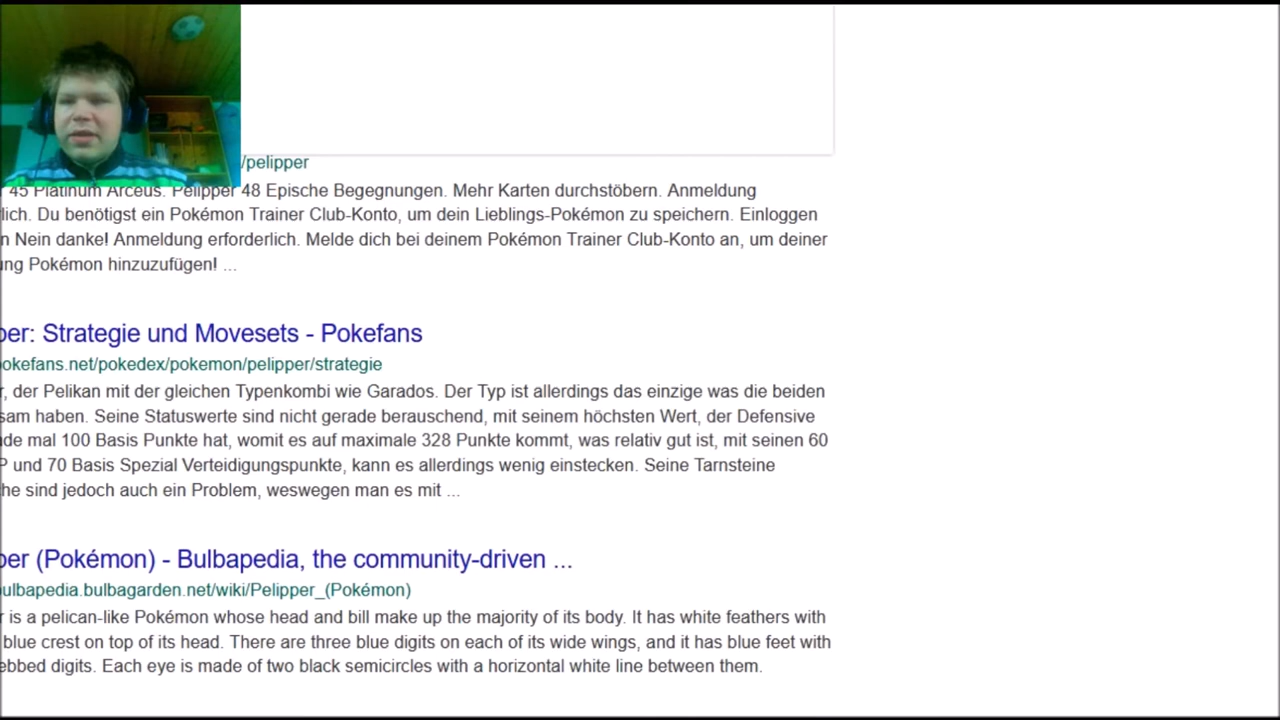 /pelipper
45 Platinum Arceus. Pelipper 48 Epische Begegnungen. Mehr Karten durchstöbern. Anmeldung
lich. Du benötigst ein Pokémon Trainer Club-Konto, um dein Lieblings-Pokémon zu speichern. Einloggen
n Nein danke! Anmeldung erforderlich. Melde dich bei deinem Pokémon Trainer Club-Konto an, um deiner
ung Pokémon hinzuzufügen! ...
per: Strategie und Movesets - Pokefans
pokefans.net/pokedex/pokemon/pelipper/strategie
r, der Pelikan mit der gleichen Typenkombi wie Garados. Der Typ ist allerdings das einzige was die beiden
sam haben. Seine Statuswerte sind nicht gerade berauschend, mit seinem höchsten Wert, der Defensive
de mal 100 Basis Punkte hat, womit es auf maximale 328 Punkte kommt, was relativ gut ist, mit seinen 60
P und 70 Basis Spezial Verteidigungspunkte, kann es allerdings wenig einstecken. Seine Tarnsteine
he sind jedoch auch ein Problem, weswegen man es mit ...
per (Pokémon) - Bulbapedia, the community-driven ...
bulbapedia.bulbagarden.net/wiki/Pelipper_(Pokémon)
r is a pelican-like Pokémon whose head and bill make up the majority of its body. It has white feathers with
blue crest on top of its head. There are three blue digits on each of its wide wings, and it has blue feet with
ebbed digits. Each eye is made of two black semicircles with a horizontal white line between them.